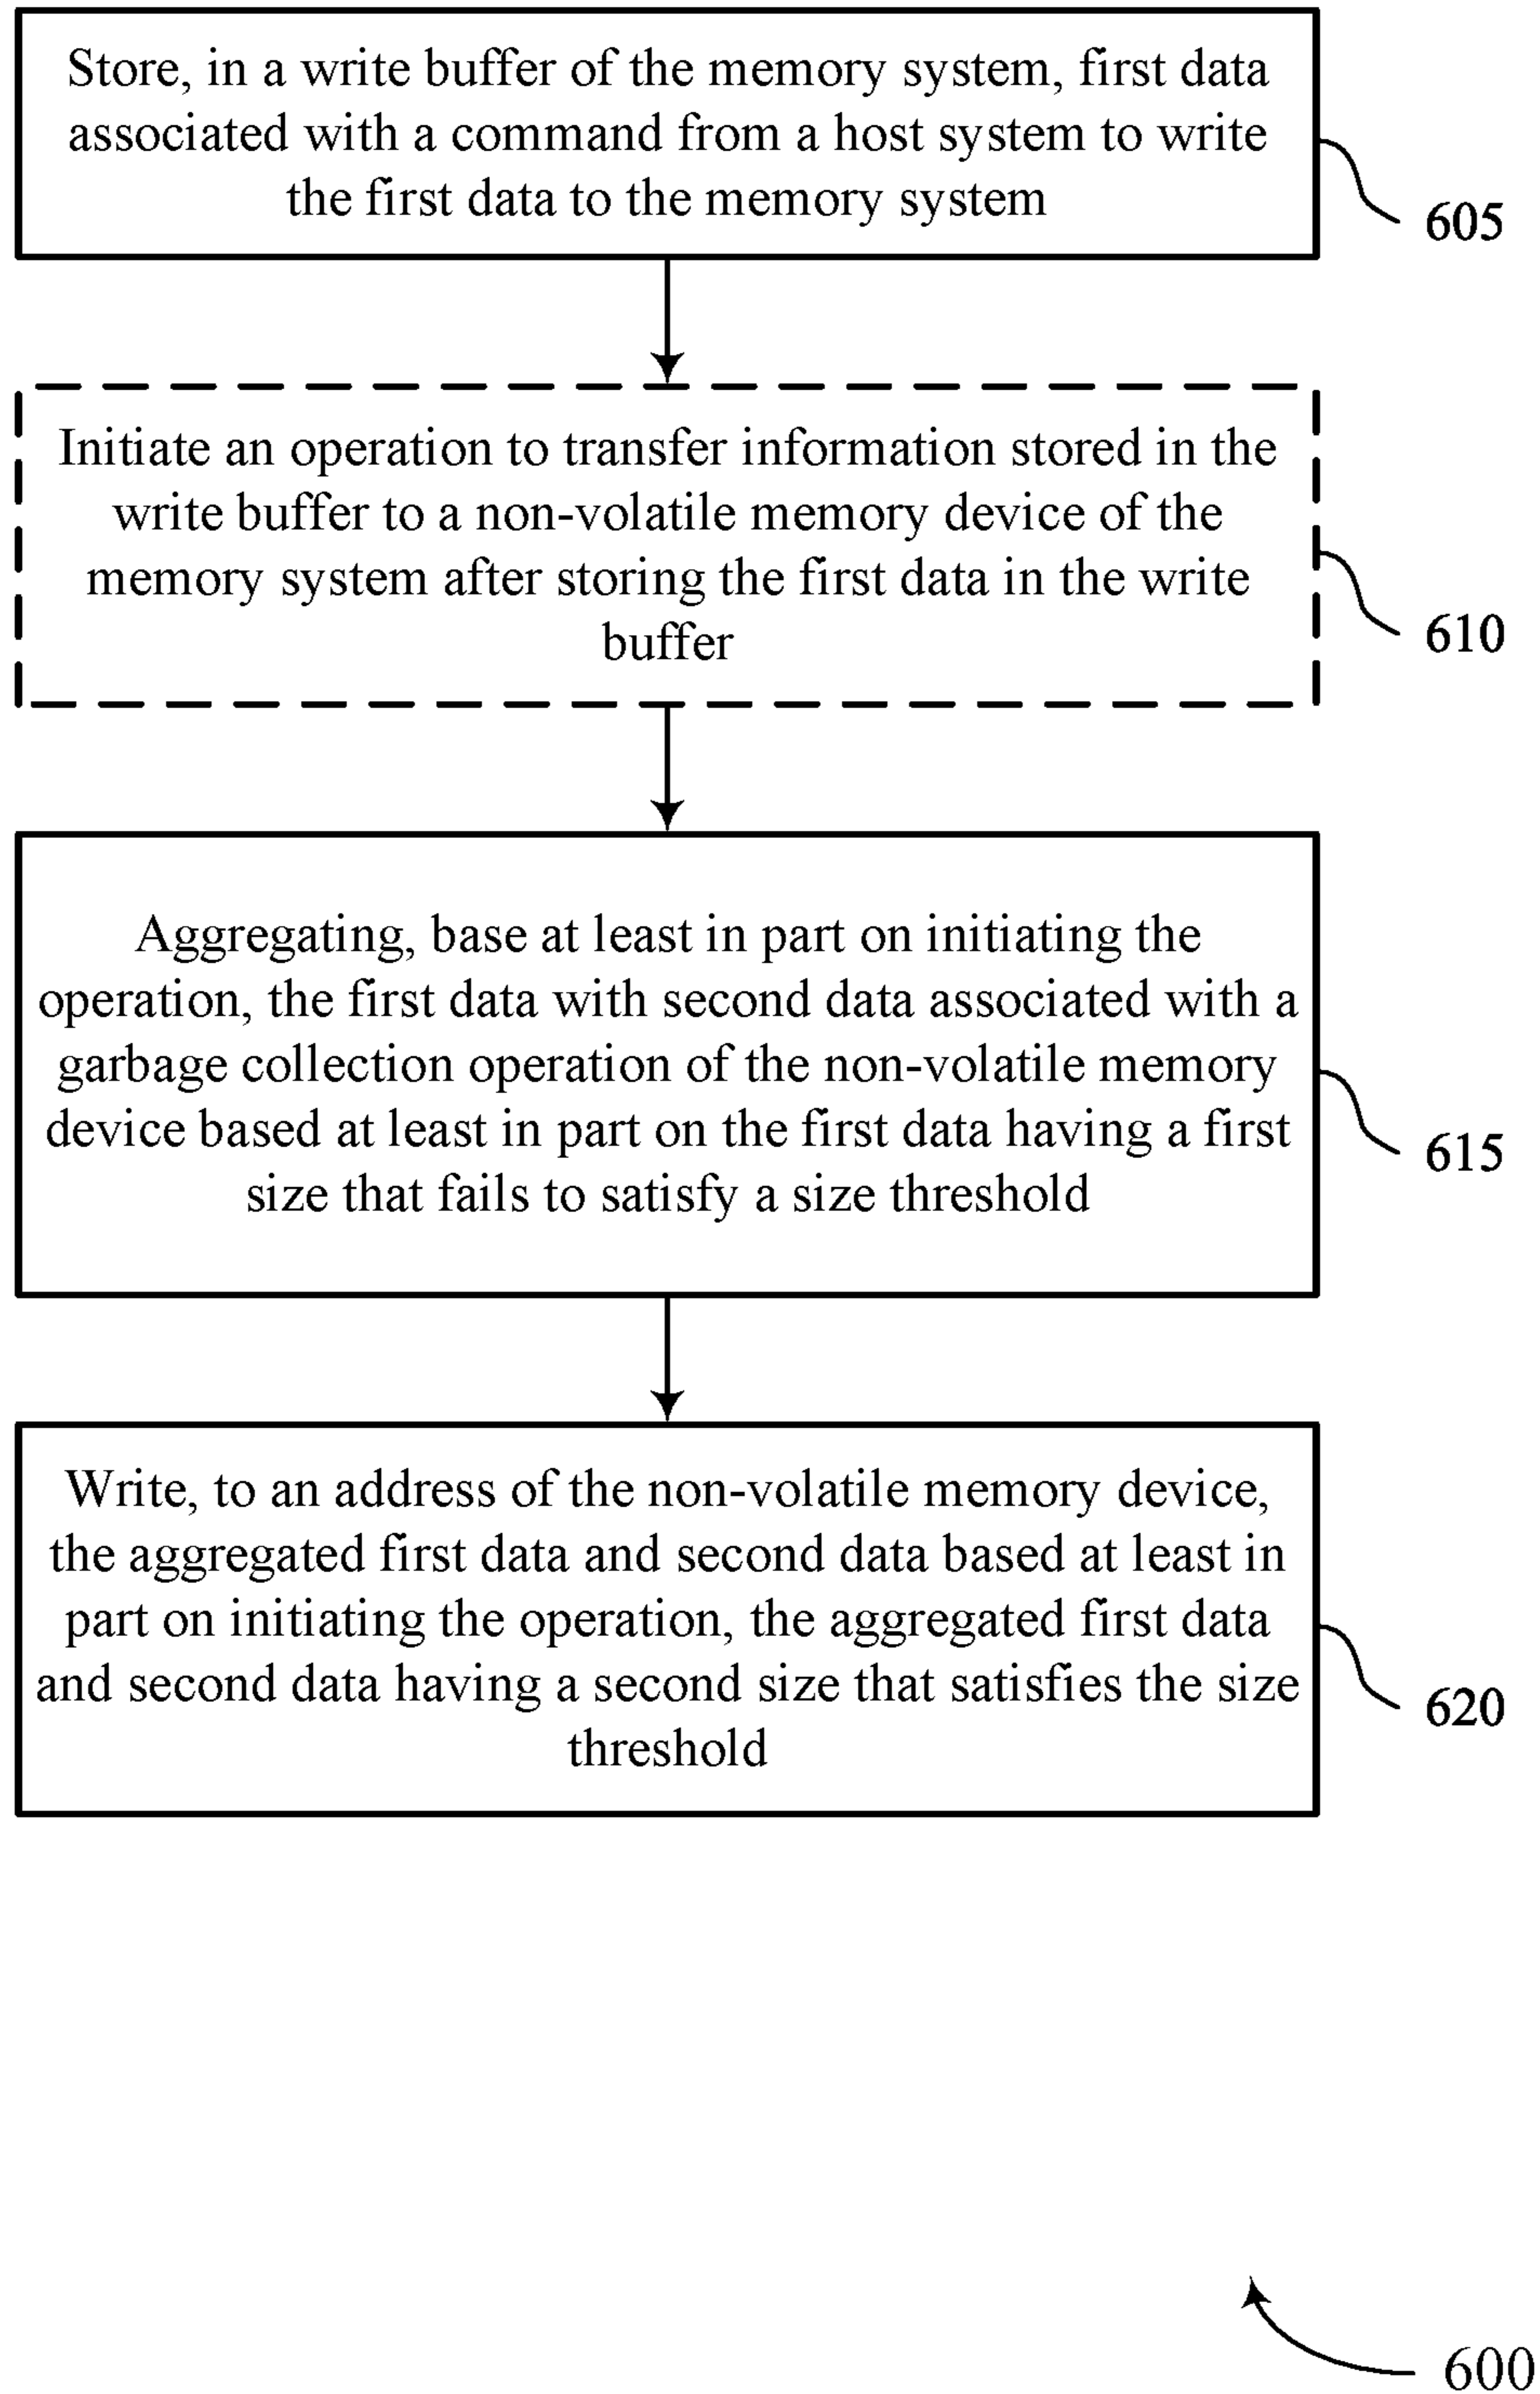 Store, in a write buffer of the memory system, first data
associated with a command from a host system to write
the first data to the memory system
605
Initiate an operation to transfer information stored in the
write buffer to a non-volatile memory device of the
memory system after storing the first data in the write
buffer
610
Aggregating, base at least in part on initiating the
operation, the first data with second data associated with a
garbage collection operation of the non-volatile memory
device based at least in part on the first data having a first
size that fails to satisfy a size threshold
615
Write, to an address of the non-volatile memory device,
the aggregated first data and second data based at least in
part on initiating the operation, the aggregated first data
and second data having a second size that satisfies the size
threshold
620
600